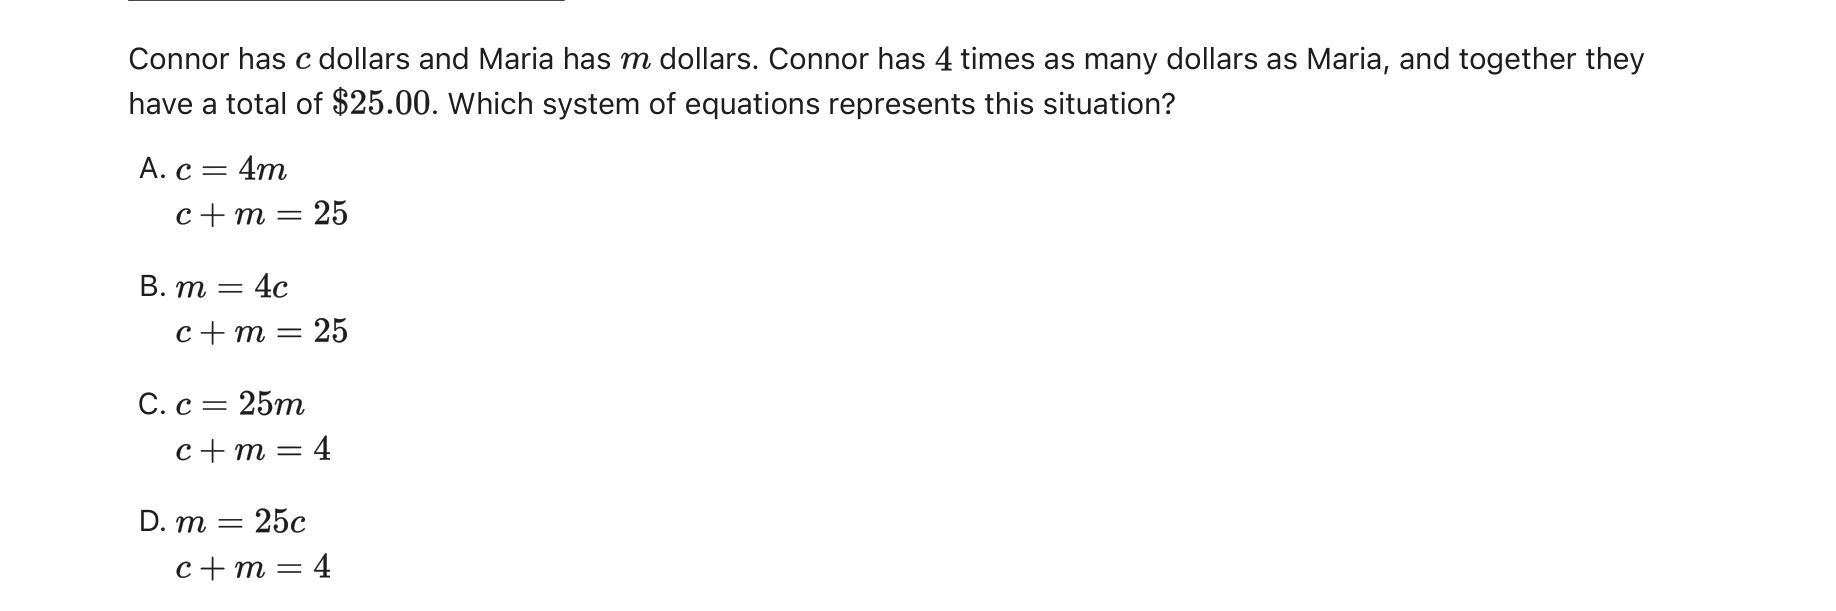 Connor has c dollars and Maria has m dollars. Connor has 4 times as many dollars as Maria, and together they
have a total of $25.00. Which system of equations represents this situation?
A. c = 4m
c + m = 25
B. m = 4c
c + m = 25
C. c = 25m
c + m = 4
D. m = 25c
c + m = 4